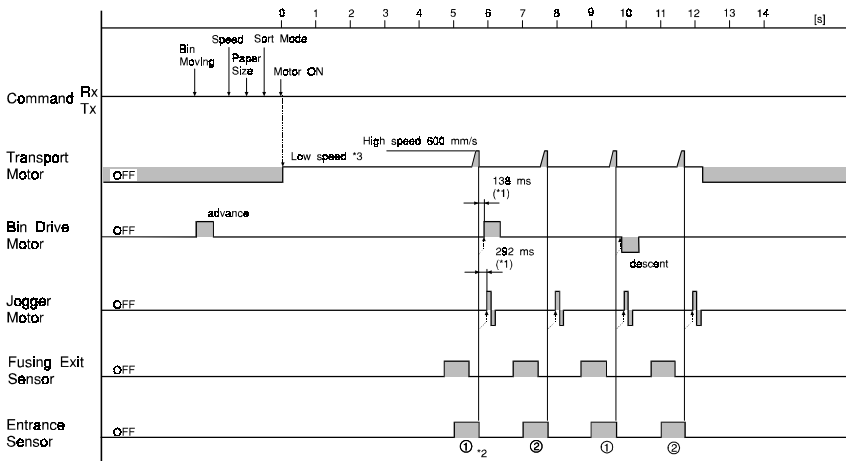 0 1 2 3 4 5 6 7 8 9 10 11 12 13 14 [s]
Speed Sort Mode
Bin
Moving
Paper
Size
Motor ON
Command Rx
Tx
High speed 600 mm/s
Transport
Motor
Low speed *3
OFF
138 ms
(*1)
advance
Bin Drive
Motor
OFF
292 ms
(*1)
descent
Jogger
Motor
OFF
Fusing Exit
Sensor
OFF
Entrance
Sensor
OFF
① *2 ② ① ②